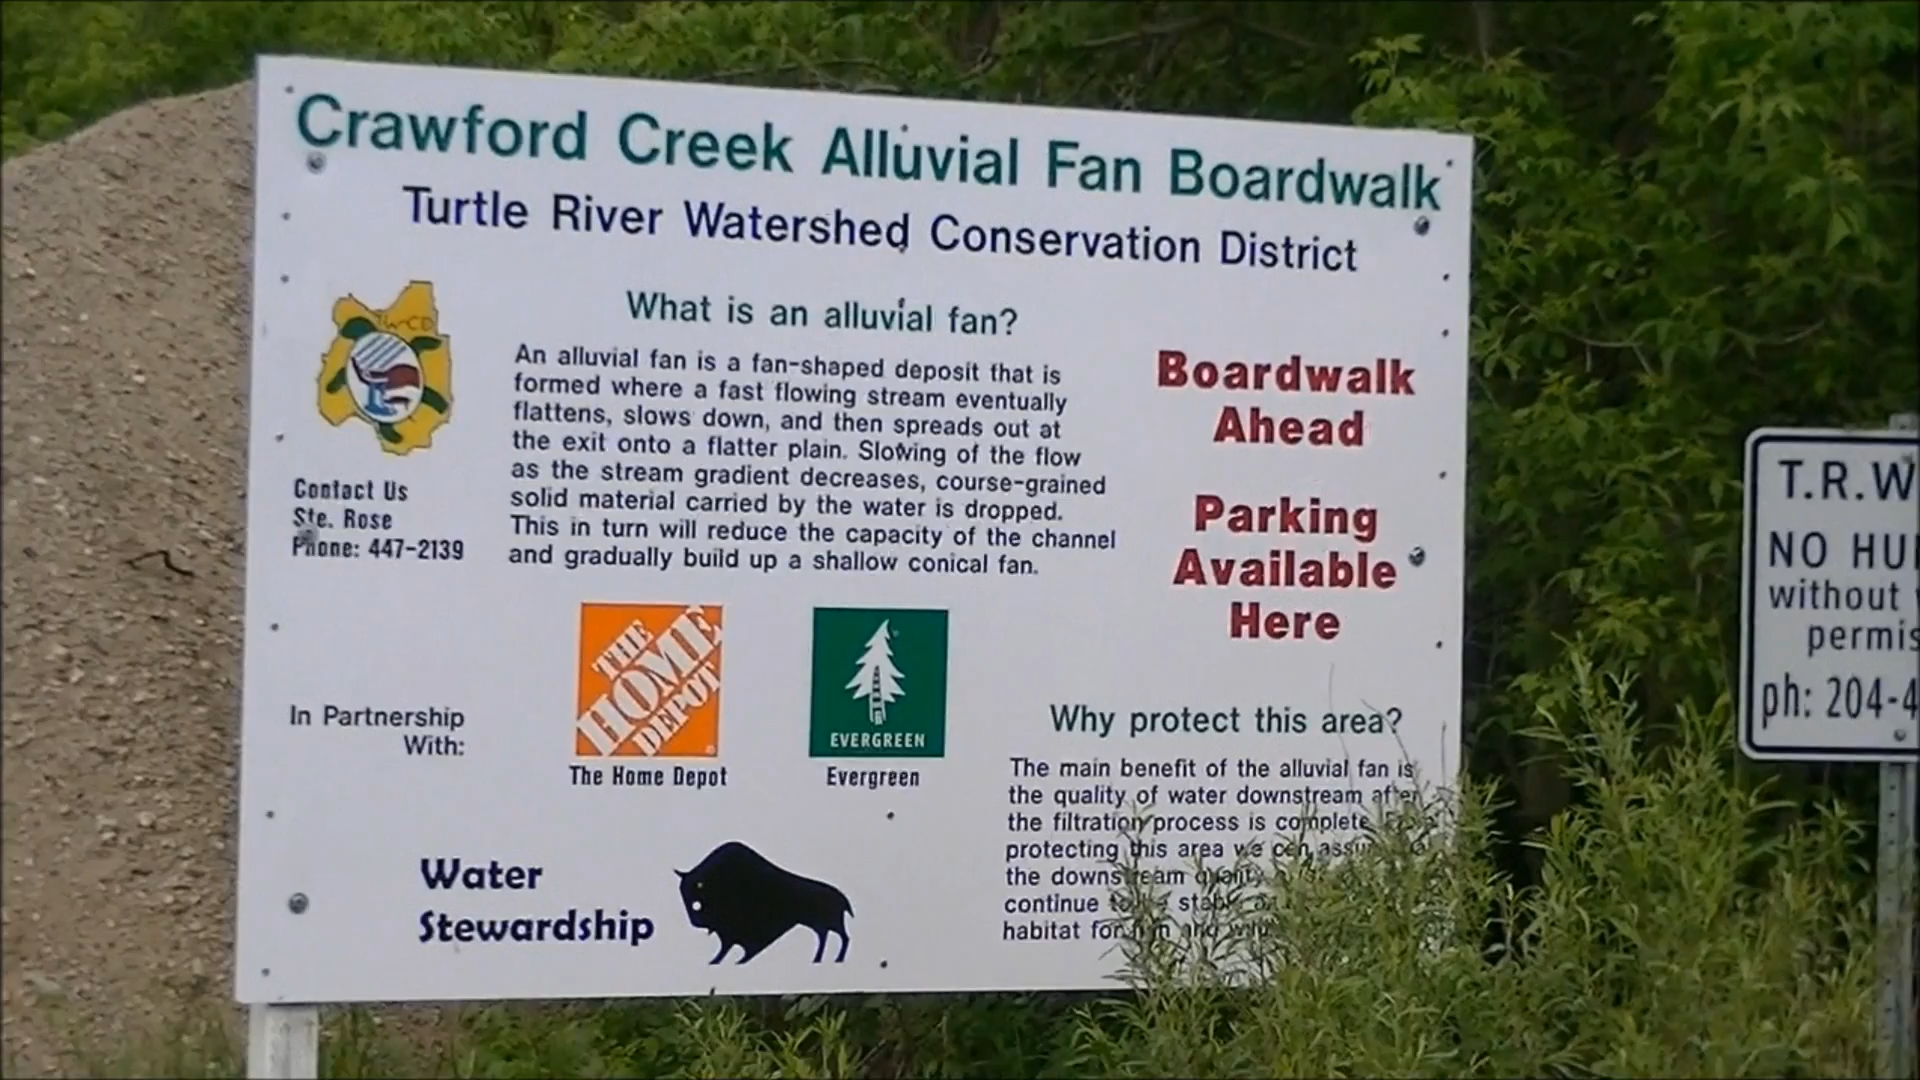 Crawford Creek Alluvial Fan Boardwalk
Turtle River Watershed Conservation District
TWCD
What is an alluvial fan?
An alluvial fan is a fan-shaped deposit that is
formed where a fast flowing stream eventually
flattens, slows down, and then spreads out at
the exit onto a flatter plain. Slowing of the flow
as the stream gradient decreases, course-grained
solid material carried by the water is dropped.
This in turn will reduce the capacity of the channel
and gradually build up a shallow conical fan.
Boardwalk
Ahead
Parking
Available
Here
Contact Us
Ste. Rose
Phone: 447-2139
In Partnership
With:
THE
HOME
DEPOT
The Home Depot
EVERGREEN
Evergreen
Why protect this area?
The main benefit of the alluvial fan is
the quality of water downstream after
the filtration process is complete
protecting this area we can
the downstream
continue
habitat for
Water
Stewardship
T.R.W
NO HU
without
permis
ph: 204-4